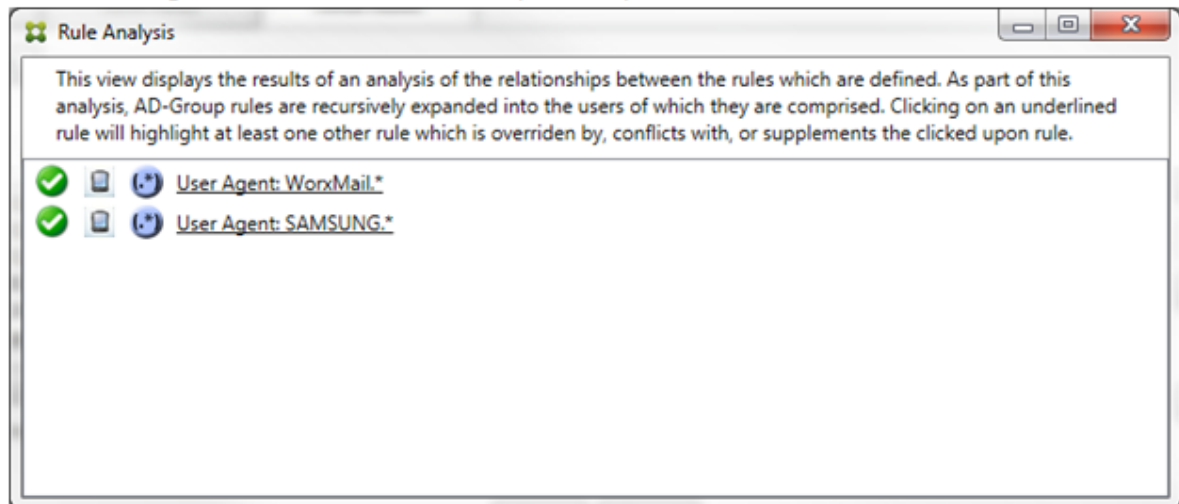 Rule Analysis
This view displays the results of an analysis of the relationships between the rules which are defined. As part of this
analysis, AD-Group rules are recursively expanded into the users of which they are comprised. Clicking on an underlined
rule will highlight at least one other rule which is overriden by, conflicts with, or supplements the clicked upon rule.
(.*) User Agent: WorxMail.*
(.*) User Agent: SAMSUNG.*